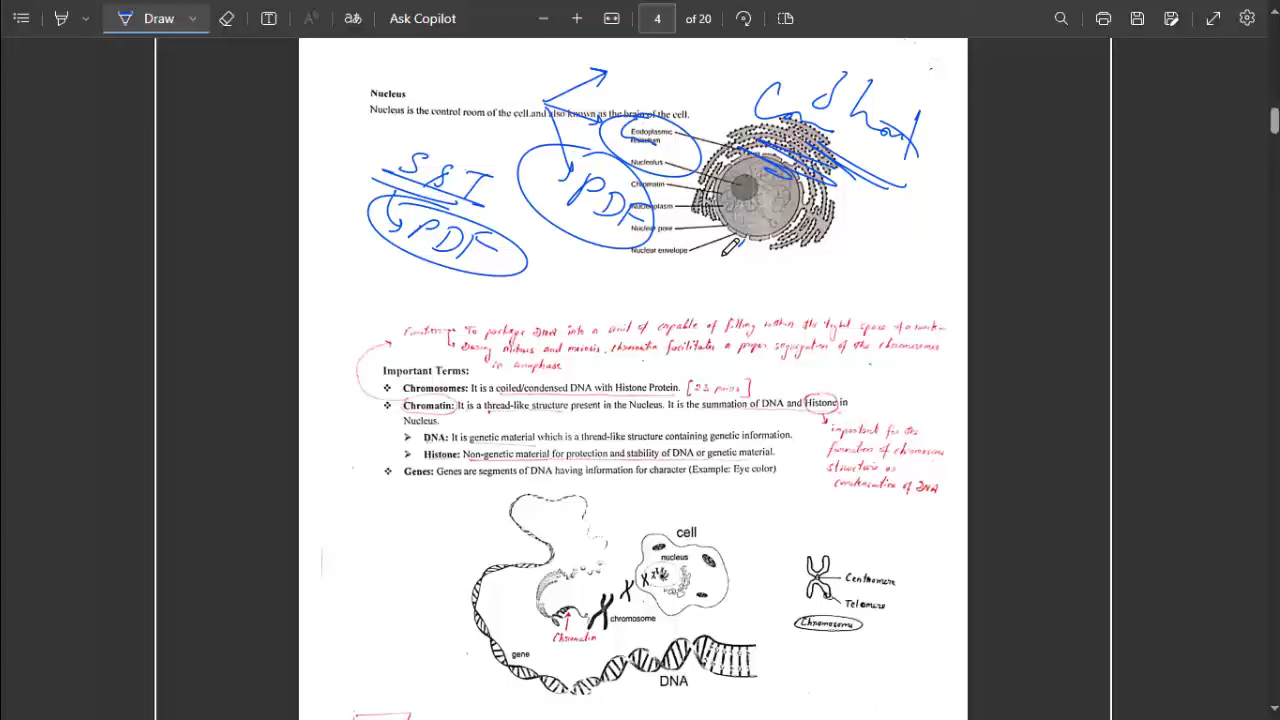 Draw
Ask Copilot
4 of 20
Nucleus
Nucleus is the control room of the cell.and also known as the brain of the cell.
Endoplasmic
Nucleolus
Chromatin
Nucleoplasm
Nuclear pore
Nuclear envelope
S&T
PDF
PDF
To package DNA into a unit of capable of filling within the tight space of a
During mitosis and meiosis, chromatin facilitates a proper segregation of the chromosomes
in anaphase
Important Terms:
❖ Chromosomes: It is a coiled/condensed DNA with Histone Protein. [23 pairs]
❖ Chromatin: It is a thread-like structure present in the Nucleus. It is the summation of DNA and Histone in
Nucleus.
➤ DNA: It is genetic material which is a thread-like structure containing genetic information.
➤ Histone: Non-genetic material for protection and stability of DNA or genetic material.
❖ Genes: Genes are segments of DNA having information for character (Example: Eye color)
important for the
formation of chromosome
structure or
condensation of DNA
cell
nucleus
chromosome
Chromatin
gene
DNA
Centromere
Telomere
Chromosome